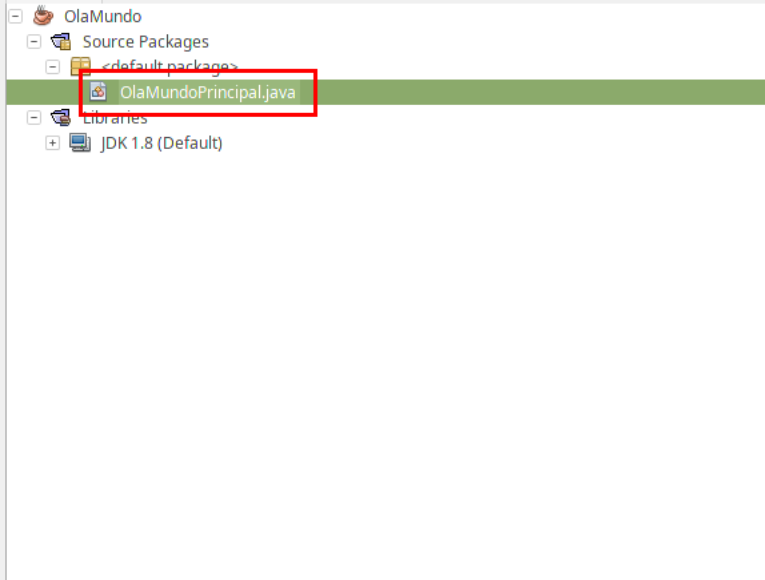 OlaMundo
Source Packages
<default package>
OlaMundoPrincipal.java
Libraries
JDK 1.8 (Default)